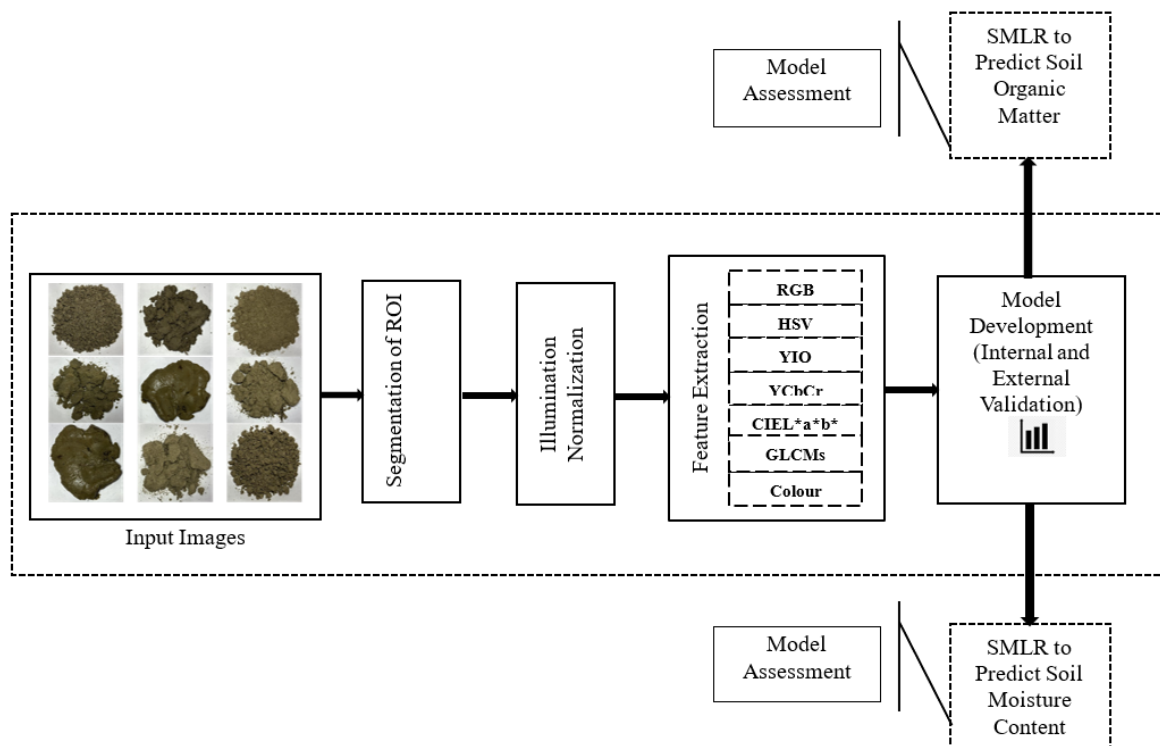 Model
Assessment
SMLR to
Predict Soil
Organic
Matter
Input Images
Segmentation of ROI
Illumination
Normalization
Feature Extraction
RGB
HSV
YIO
YCbCr
CIEL*a*b*
GLCMs
Colour
Model
Development
(Internal and
External
Validation)
Model
Assessment
SMLR to
Predict Soil
Moisture
Content